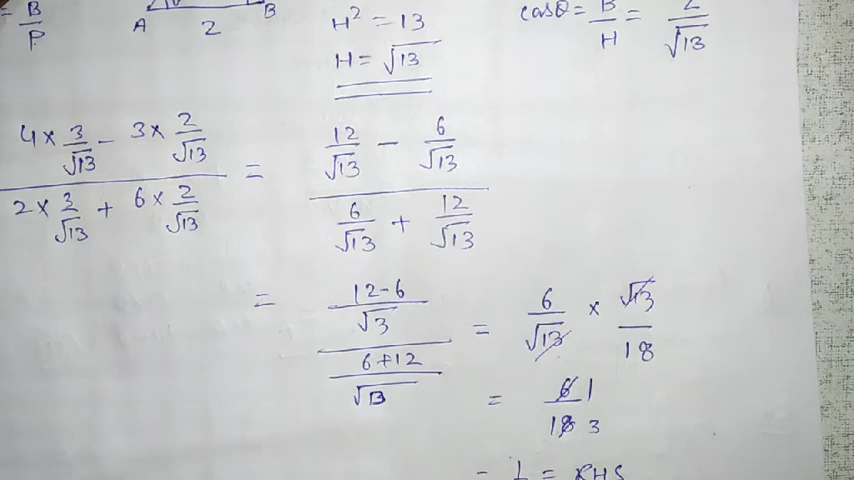 = B/P
A 2 B
H² = 13
H = √13
cosθ = B/H = 2/√13
(4 × 3/√13 − 3 × 2/√13) / (2 × 3/√13 + 6 × 2/√13) = (12/√13 − 6/√13) / (6/√13 + 12/√13)
= ((12−6)/√3) / ((6+12)/√13) = 6/√13 × √13/18
= 6 1 / 18 3
= 1 = RHS